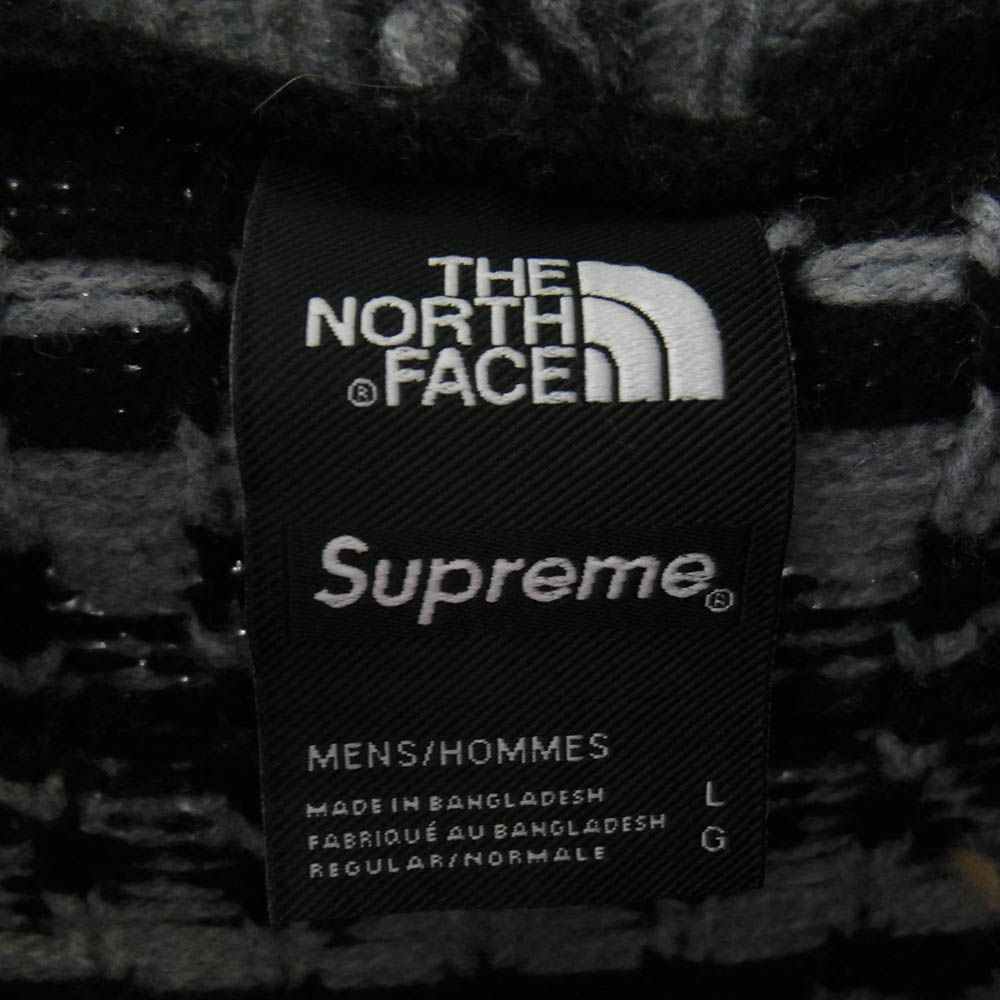 THE
NORTH
®FACE
Supreme®
MENS/HOMMES
MADE IN BANGLADESH L
FABRIQUÉ AU BANGLADESH G
REGULAR/NORMALE